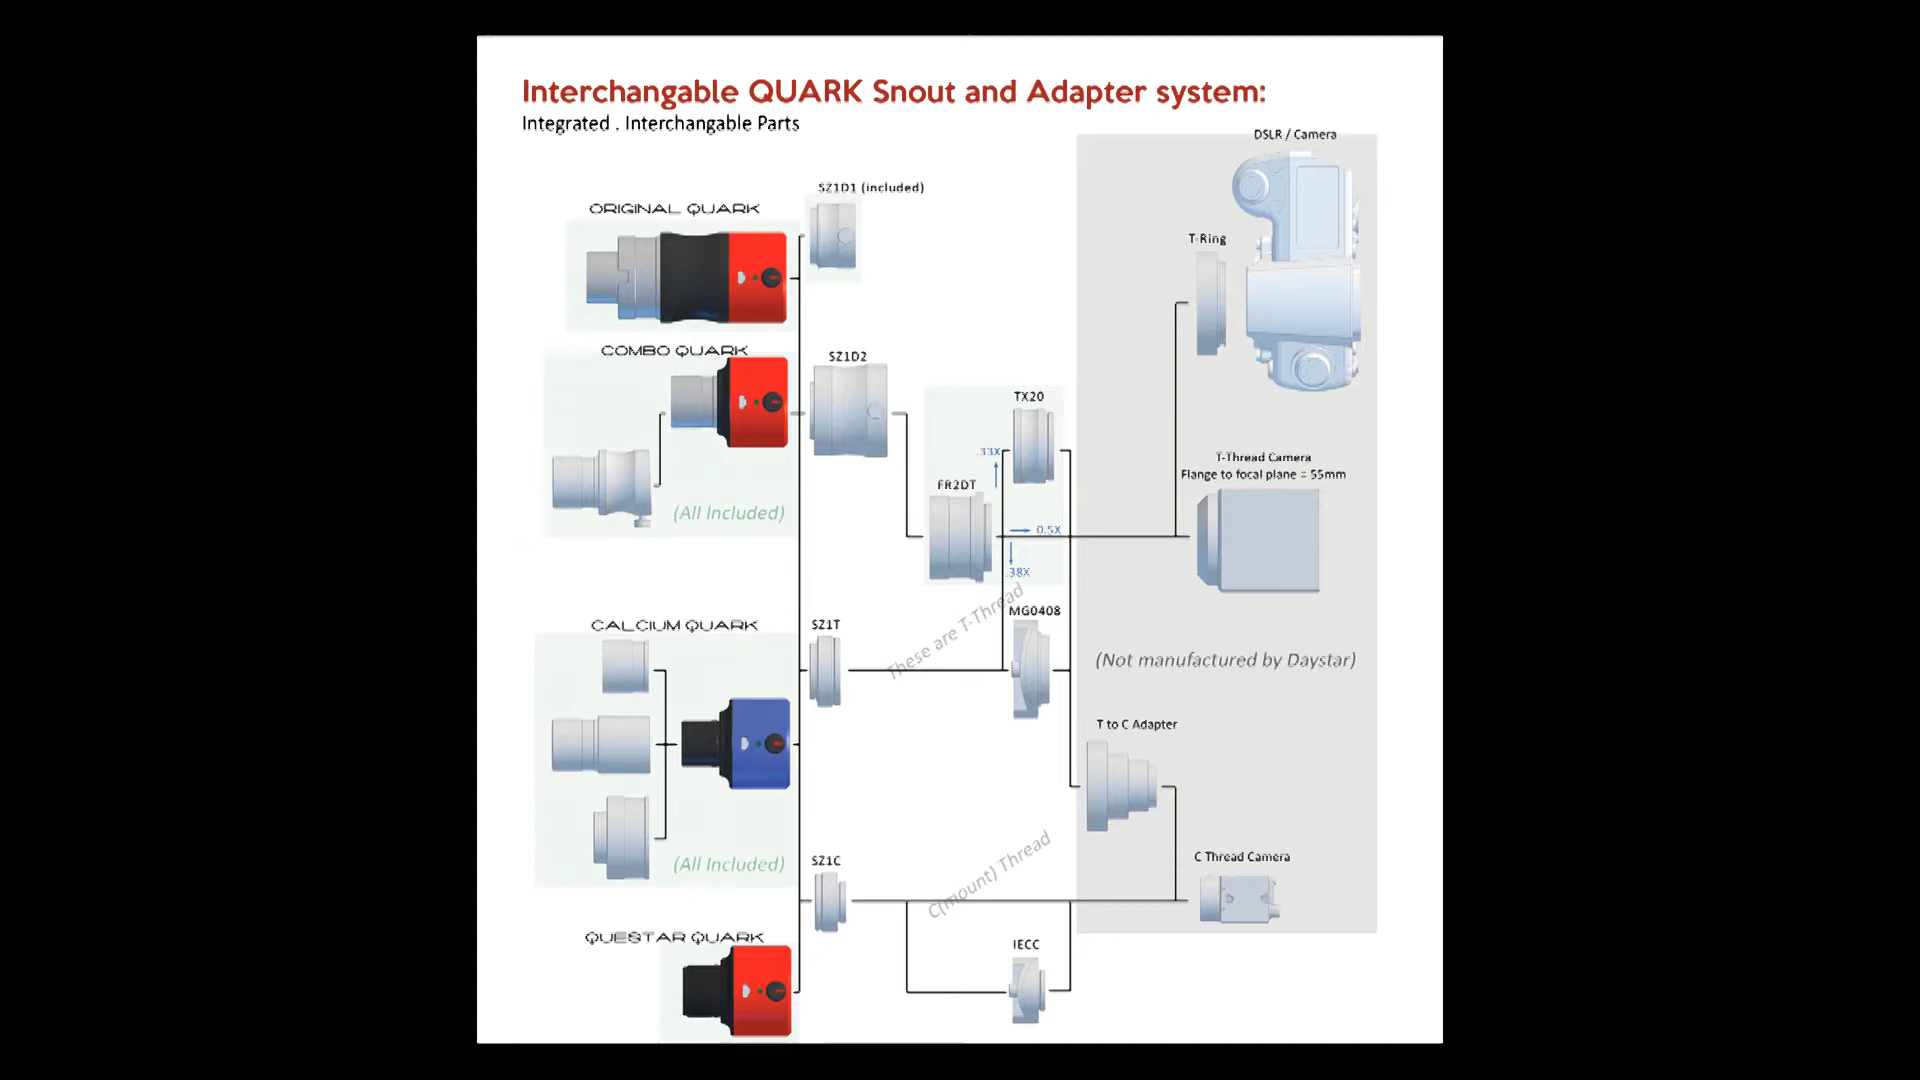 Interchangable QUARK Snout and Adapter system:
Integrated . Interchangable Parts
DSLR / Camera
SZ1D1 (included)
ORIGINAL QUARK
T-Ring
COMBO QUARK
SZ1D2
TX20
.33X
T-Thread Camera
Flange to focal plane = 55mm
FR2DT
(All Included)
0.5X
.38X
These are T-Thread
MG0408
CALCIUM QUARK
SZ1T
(Not manufactured by Daystar)
T to C Adapter
C(mount) Thread
SZ1C
C Thread Camera
(All Included)
QUESTAR QUARK
IECC